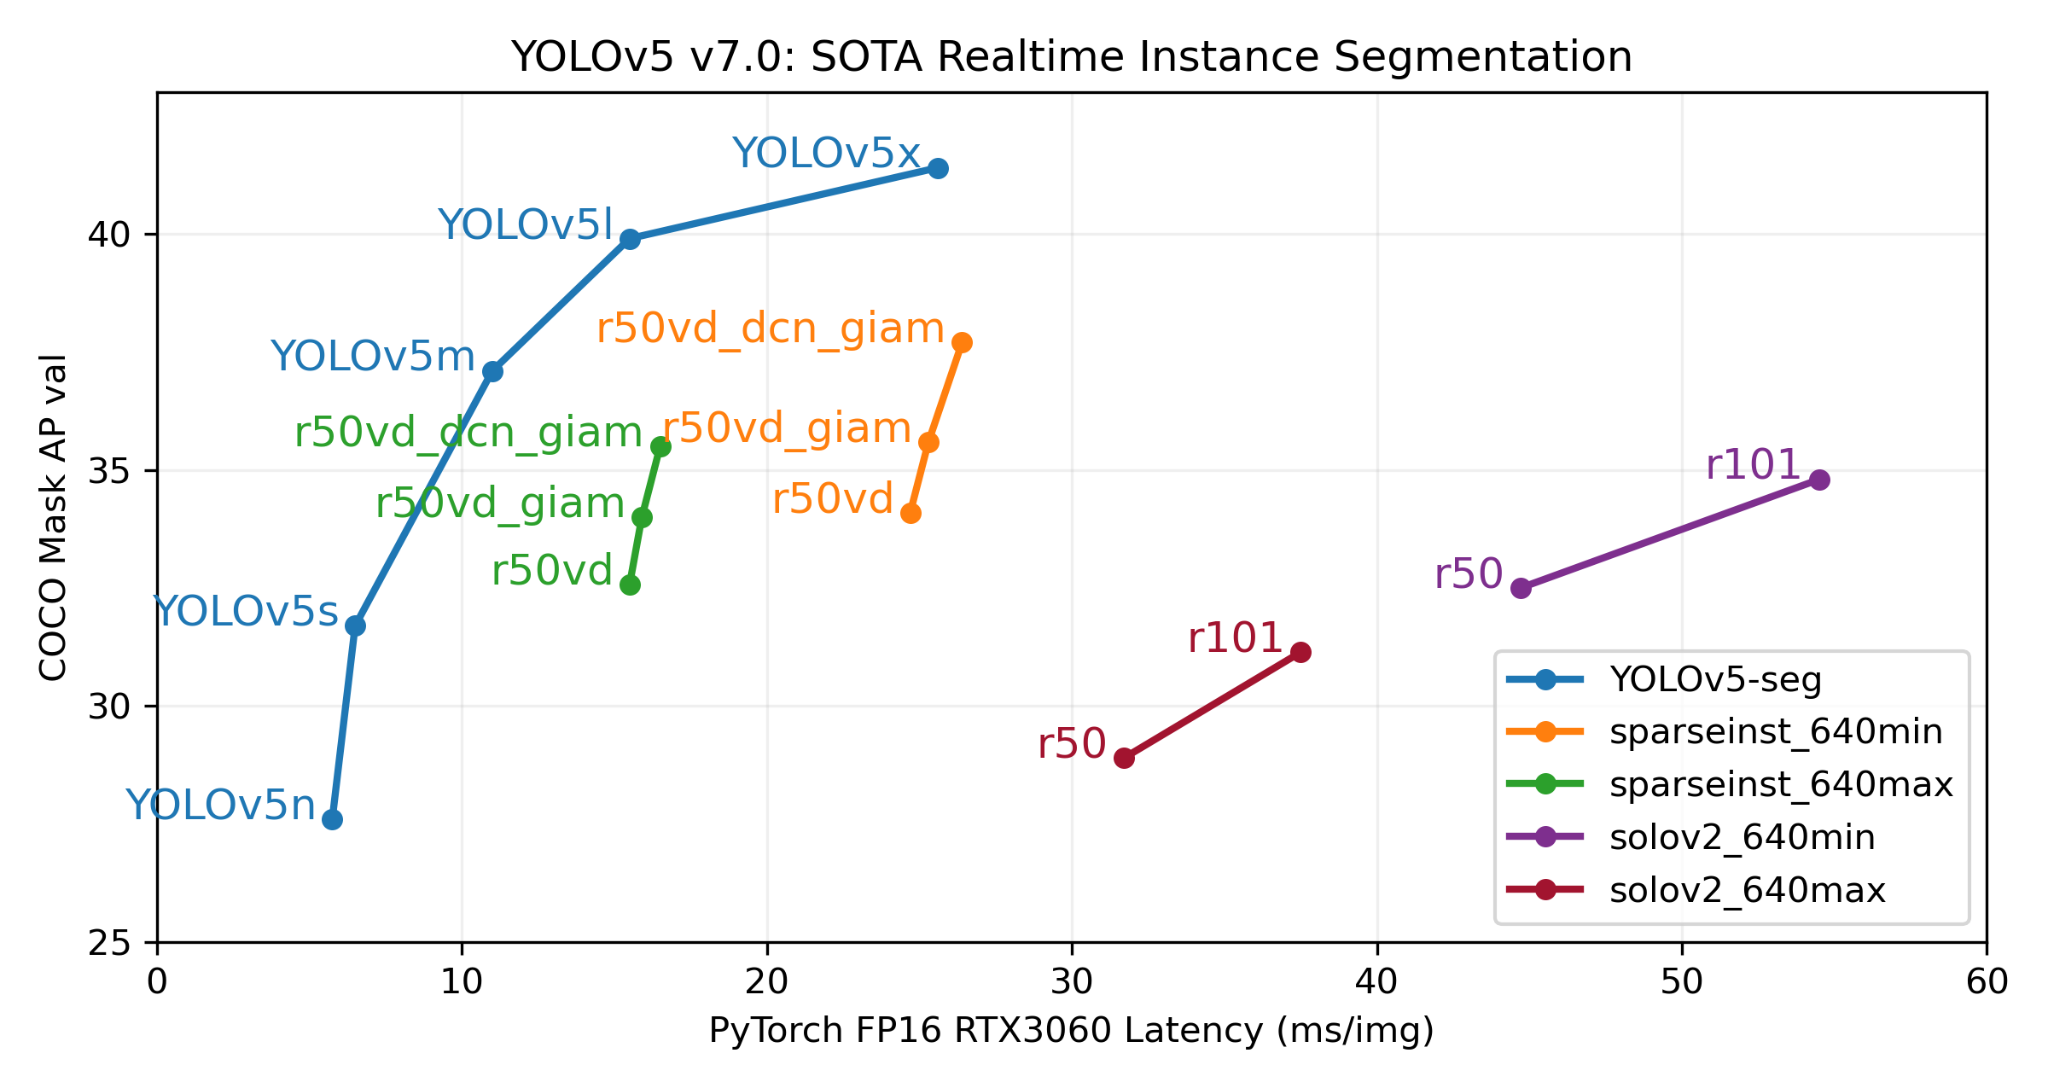 YOLOv5 v7.0: SOTA Realtime Instance Segmentation
YOLOv5x
YOLOv5l
40
r50vd_dcn_giam
YOLOv5m
r50vd_dcn_giam
r50vd_giam
35
r101
r50vd_giam
r50vd
r50vd
r50
YOLOv5s
r101
30
r50
YOLOv5n
25
COCO Mask AP val
YOLOv5-seg
sparseinst_640min
sparseinst_640max
solov2_640min
solov2_640max
0 10 20 30 40 50 60
PyTorch FP16 RTX3060 Latency (ms/img)